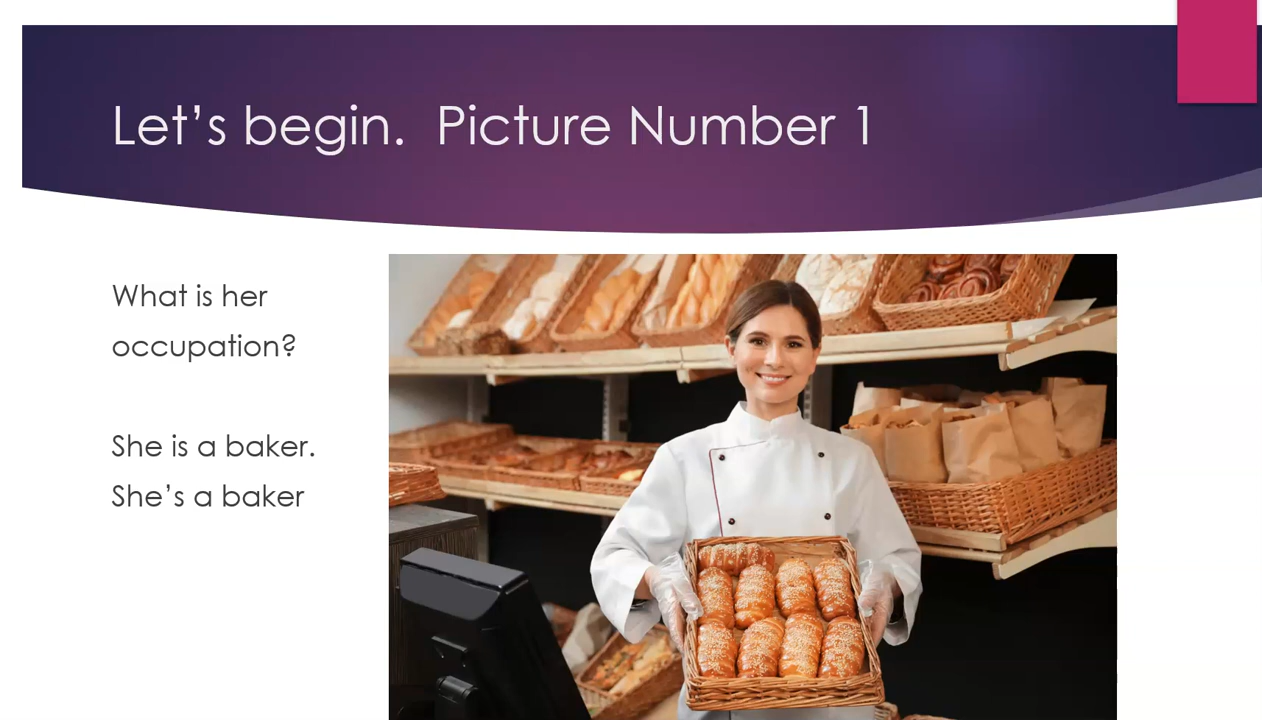 Let’s begin.  Picture Number 1
What is her
occupation?
She is a baker.
She’s a baker